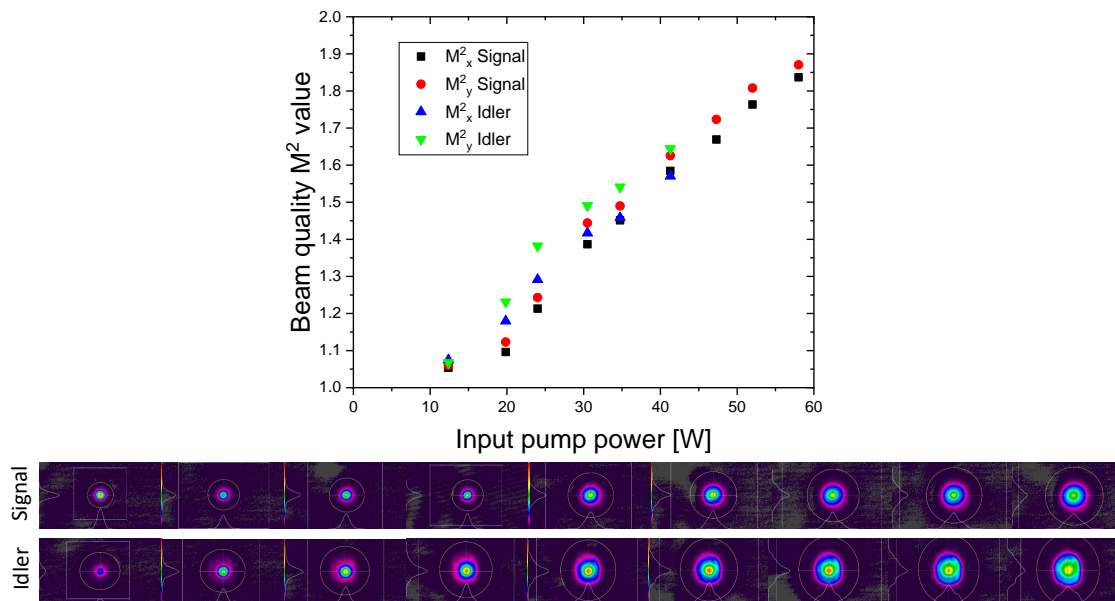 2.0
1.9
1.8
1.7
1.6
1.5
1.4
1.3
1.2
1.1
1.0
Beam quality M² value
M²ₓ Signal
M²ᵧ Signal
M²ₓ Idler
M²ᵧ Idler
0 10 20 30 40 50 60
Input pump power [W]
Signal
Idler